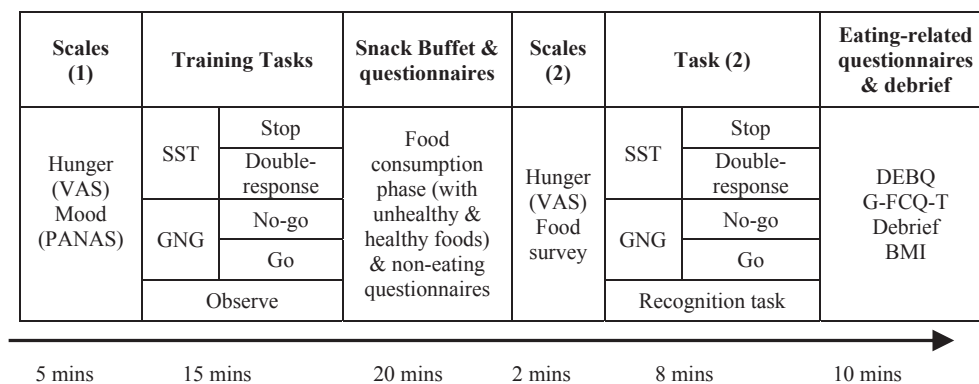 Scales
(1)
Training Tasks
Snack Buffet &
questionnaires
Scales
(2)
Task (2)
Eating-related
questionnaires
& debrief
Hunger
(VAS)
Mood
(PANAS)
SST
Stop
Double-
response
GNG
No-go
Go
Observe
Food
consumption
phase (with
unhealthy &
healthy foods)
& non-eating
questionnaires
Hunger
(VAS)
Food
survey
SST
Stop
Double-
response
GNG
No-go
Go
Recognition task
DEBQ
G-FCQ-T
Debrief
BMI
5 mins 15 mins 20 mins 2 mins 8 mins 10 mins